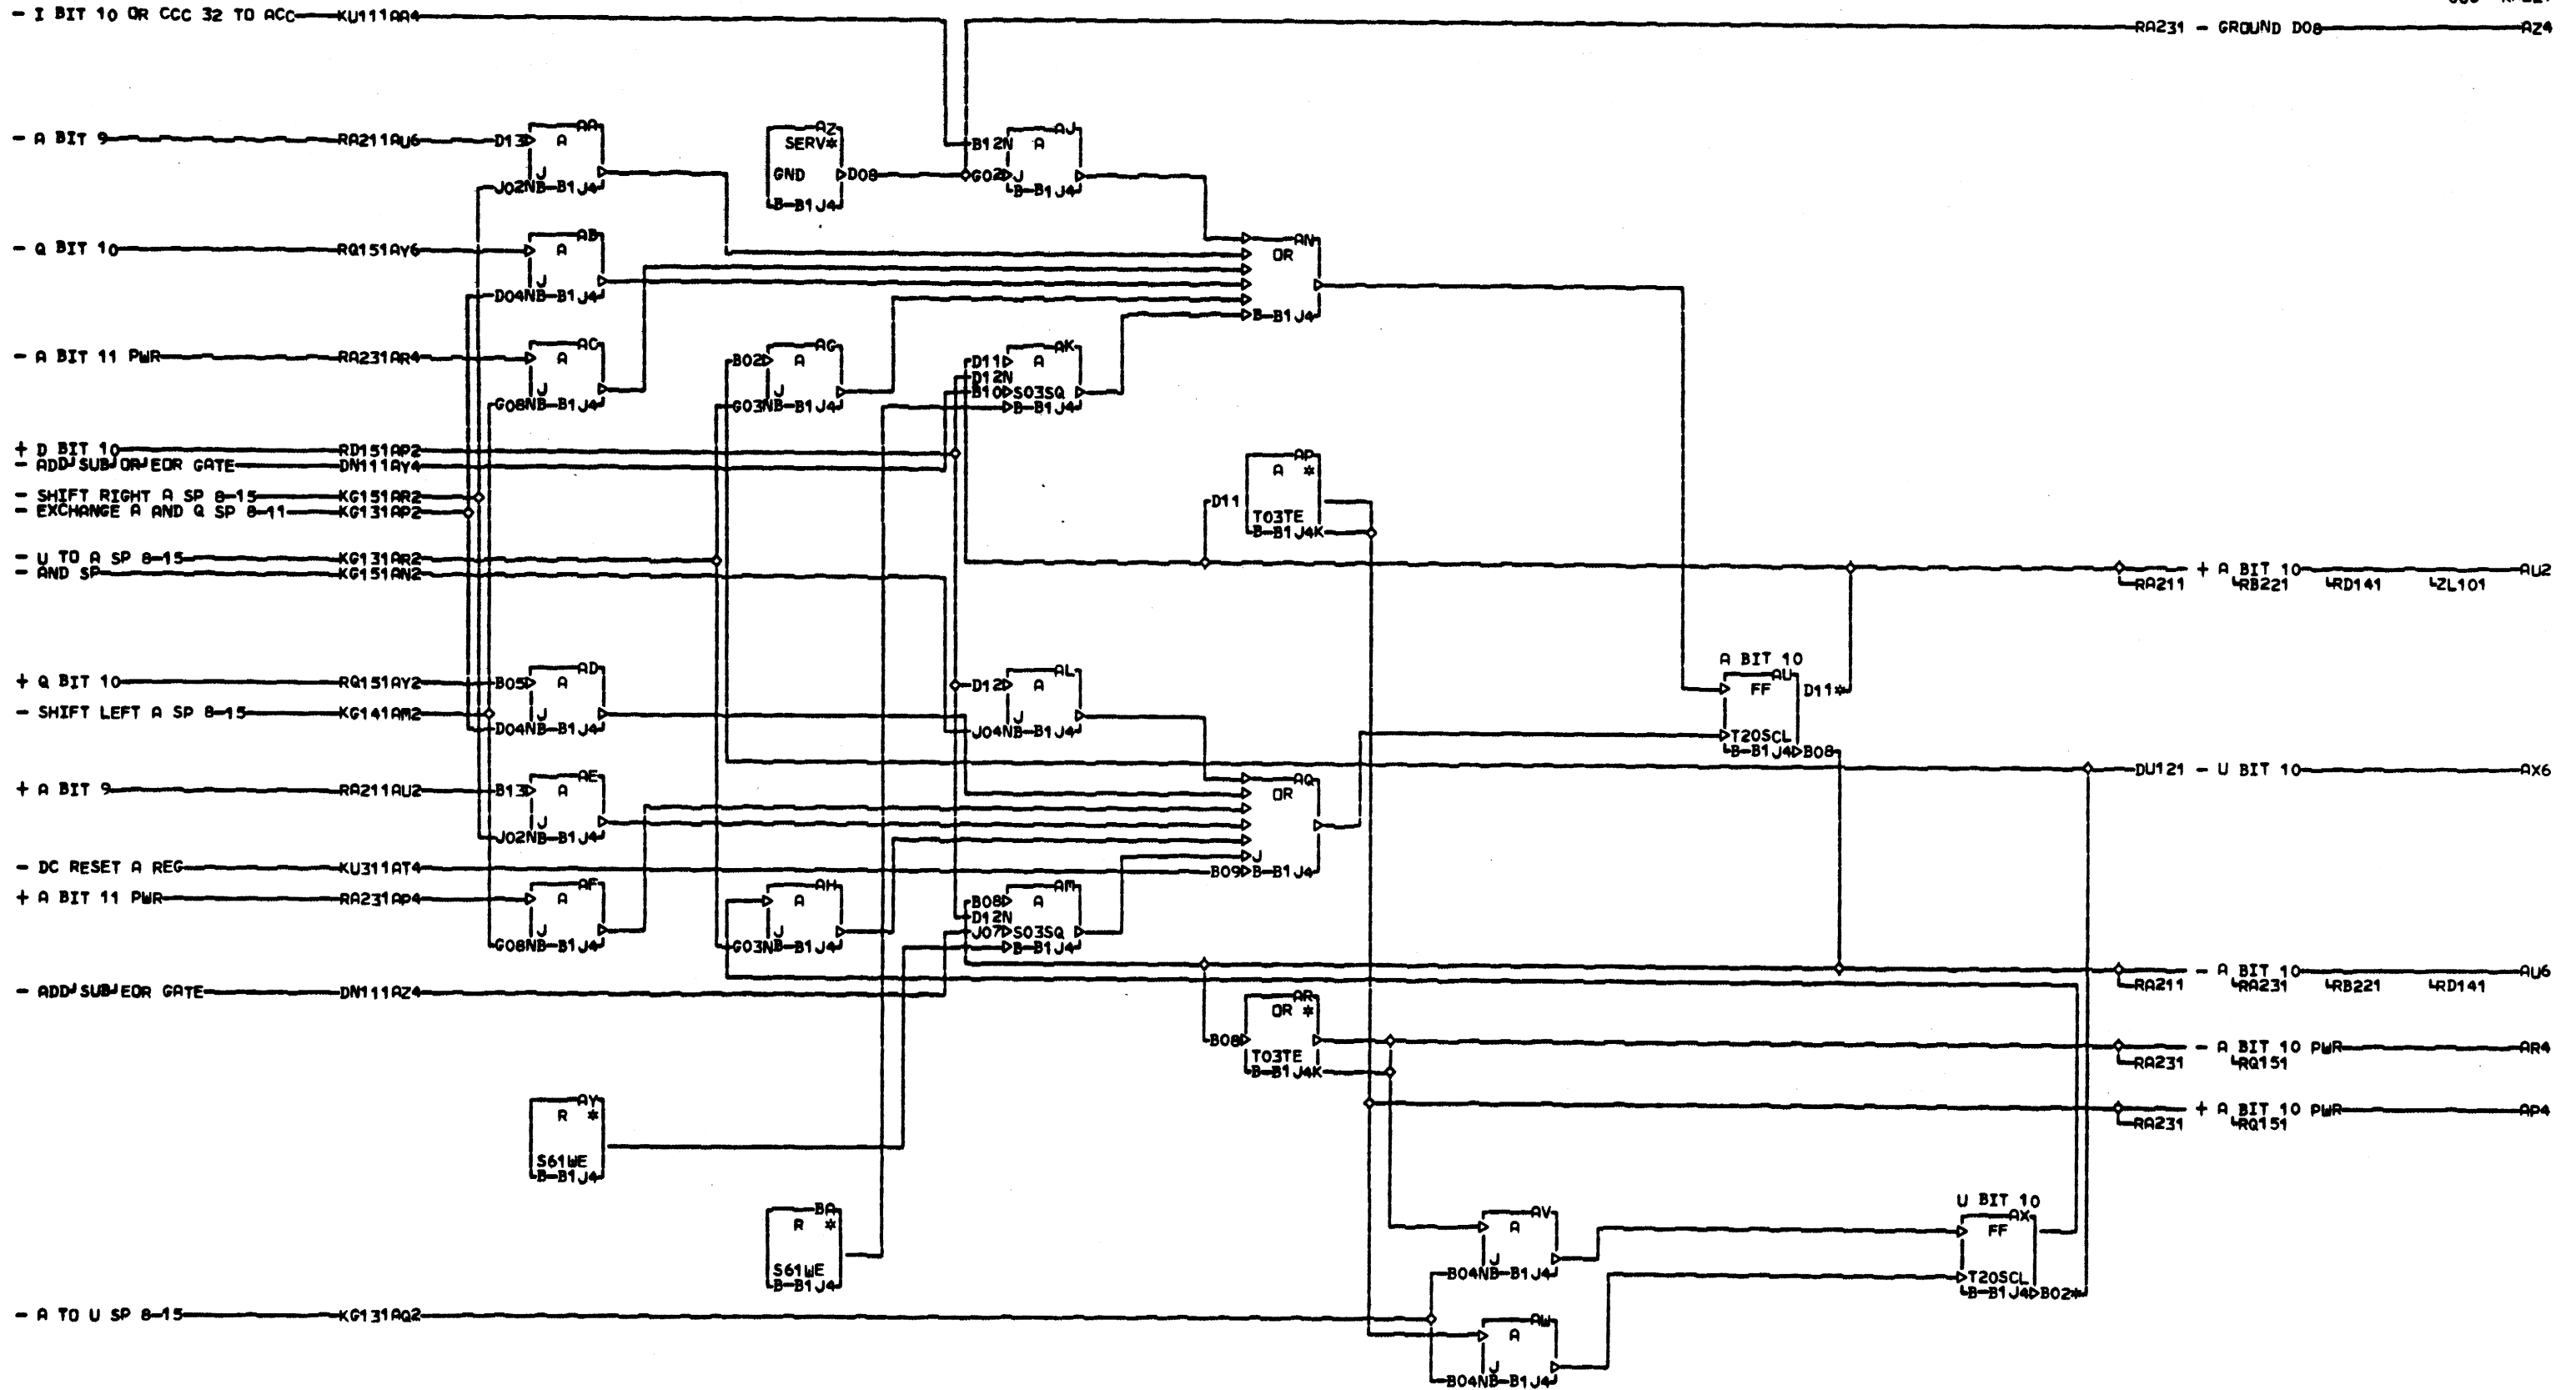 - I BIT 10 OR CCC 32 TO ACC KU111AA4
RA231 - GROUND D08 AZ4
- A BIT 9 RA211AU6 D13 AA A J J02NB-B1J4
AZ SERV* GND D08 B-B1J4
B12N AJ A G02 J B-B1J4
- Q BIT 10 RQ151AY6 AB A J D04NB-B1J4
AN OR B-B1J4
- A BIT 11 PWR RA231AR4 AC A J G08NB-B1J4
B02 AG A J G03NB-B1J4
D11 AK A D12N B10 S03SQ B-B1J4
+ D BIT 10 RD151AP2
- ADD SUB OR EOR GATE DN111AY4
- SHIFT RIGHT A SP 8-15 KG151AR2
- EXCHANGE A AND Q SP 8-11 KG131AP2
AP A * D11 T03TE B-B1J4K
- U TO A SP 8-15 KG131AR2
- AND SP KG151AN2
+ A BIT 10 AU2
RA211 RB221 RD141 ZL101
A BIT 10
AU FF D11* T20SCL B-B1J4 B08
+ Q BIT 10 RQ151AY2 B05 AD A J D04NB-B1J4
D12 AL A J J04NB-B1J4
- SHIFT LEFT A SP 8-15 KG141AM2
DU121 - U BIT 10 AX6
+ A BIT 9 RA211AU2 B13 AE A J J02NB-B1J4
AQ OR J B09 B-B1J4
- DC RESET A REG KU311AT4
+ A BIT 11 PWR RA231AP4 AF A J G08NB-B1J4
AH A J G03NB-B1J4
B08 AM A D12N J07 S03SQ B-B1J4
- A BIT 10 AU6
RA211 RA231 RB221 RD141
- ADD SUB EOR GATE DN111AZ4
AR OR * B08 T03TE B-B1J4K
- A BIT 10 PWR AR4
RA231 RQ151
+ A BIT 10 PWR AP4
RA231 RQ151
AY R * S61WE B-B1J4
BA R * S61WE B-B1J4
AV A J B04NB-B1J4
U BIT 10
AX FF T20SCL B-B1J4 B02*
- A TO U SP 8-15 KG131AQ2
AW A J B04NB-B1J4